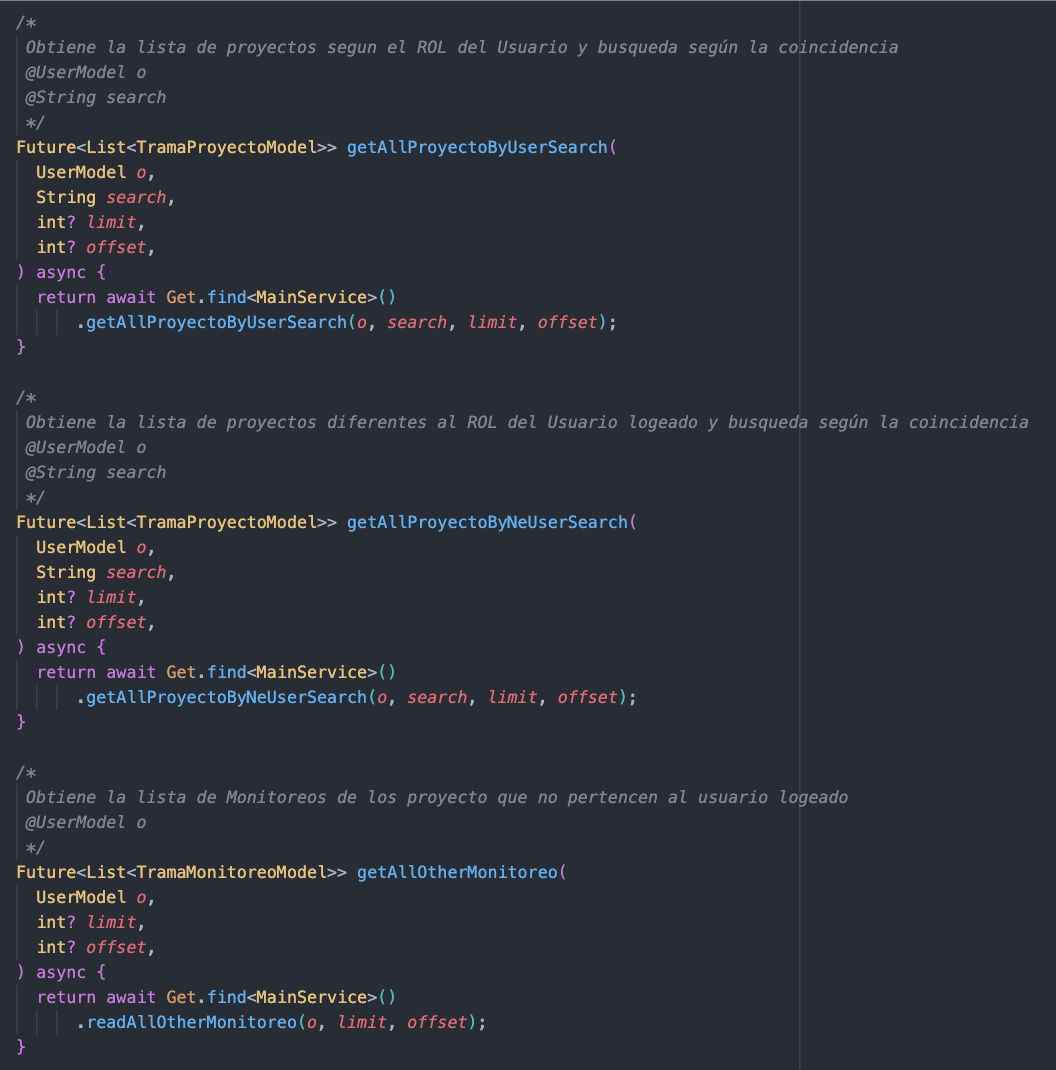 /*
Obtiene la lista de proyectos segun el ROL del Usuario y busqueda según la coincidencia
@UserModel o
@String search
*/
Future<List<TramaProyectoModel>> getAllProyectoByUserSearch(
  UserModel o,
  String search,
  int? limit,
  int? offset,
) async {
  return await Get.find<MainService>()
      .getAllProyectoByUserSearch(o, search, limit, offset);
}

/*
Obtiene la lista de proyectos diferentes al ROL del Usuario logeado y busqueda según la coincidencia
@UserModel o
@String search
*/
Future<List<TramaProyectoModel>> getAllProyectoByNeUserSearch(
  UserModel o,
  String search,
  int? limit,
  int? offset,
) async {
  return await Get.find<MainService>()
      .getAllProyectoByNeUserSearch(o, search, limit, offset);
}

/*
Obtiene la lista de Monitoreos de los proyecto que no pertencen al usuario logeado
@UserModel o
*/
Future<List<TramaMonitoreoModel>> getAllOtherMonitoreo(
  UserModel o,
  int? limit,
  int? offset,
) async {
  return await Get.find<MainService>()
      .readAllOtherMonitoreo(o, limit, offset);
}